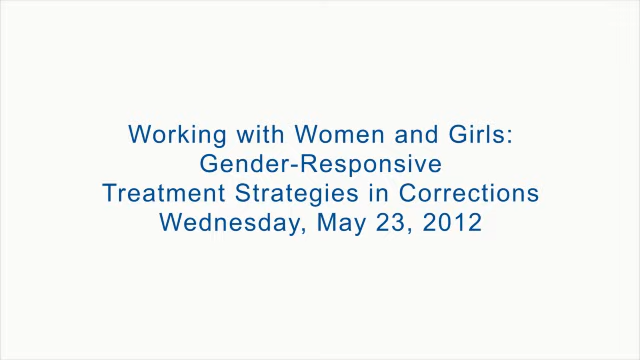 Working with Women and Girls:
Gender-Responsive
Treatment Strategies in Corrections
Wednesday, May 23, 2012